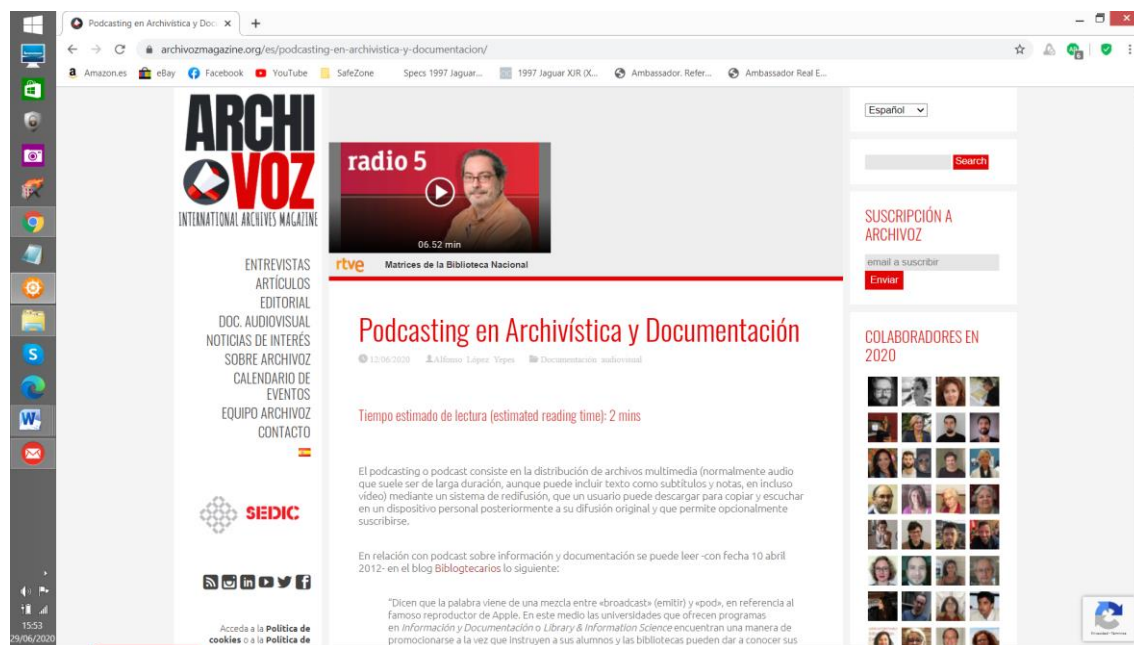 Podcasting en Archivística y Doc
archivozmagazine.org/es/podcasting-en-archivistica-y-documentacion/
Amazon.es
eBay
Facebook
YouTube
SafeZone
Specs 1997 Jaguar...
1997 Jaguar XJR (X...
Ambassador. Refer...
Ambassador Real E...
ARCHI
VOZ
INTERNATIONAL ARCHIVES MAGAZINE
ENTREVISTAS
ARTÍCULOS
EDITORIAL
DOC. AUDIOVISUAL
NOTICIAS DE INTERÉS
SOBRE ARCHIVOZ
CALENDARIO DE
EVENTOS
EQUIPO ARCHIVOZ
CONTACTO
SEDIC
Acceda a la Política de
cookies o a la Política de
radio 5
06.52 min
rtve Matrices de la Biblioteca Nacional
Podcasting en Archivística y Documentación
12/06/2020 Alfonso López Yepes Documentación audiovisual
Tiempo estimado de lectura (estimated reading time): 2 mins
El podcasting o podcast consiste en la distribución de archivos multimedia (normalmente audio
que suele ser de larga duración, aunque puede incluir texto como subtítulos y notas, en incluso
vídeo) mediante un sistema de redifusión, que un usuario puede descargar para copiar y escuchar
en un dispositivo personal posteriormente a su difusión original y que permite opcionalmente
suscribirse.
En relación con podcast sobre información y documentación se puede leer -con fecha 10 abril
2012- en el blog Biblogtecarios lo siguiente:
"Dicen que la palabra viene de una mezcla entre «broadcast» (emitir) y «pod», en referencia al
famoso reproductor de Apple. En este medio las universidades que ofrecen programas
en Información y Documentación o Library & Information Science encuentran una manera de
promocionarse a la vez que instruyen a sus alumnos y las bibliotecas pueden dar a conocer sus
Español
Search
SUSCRIPCIÓN A
ARCHIVOZ
email a suscribir
Enviar
COLABORADORES EN
2020
15:53
29/06/2020